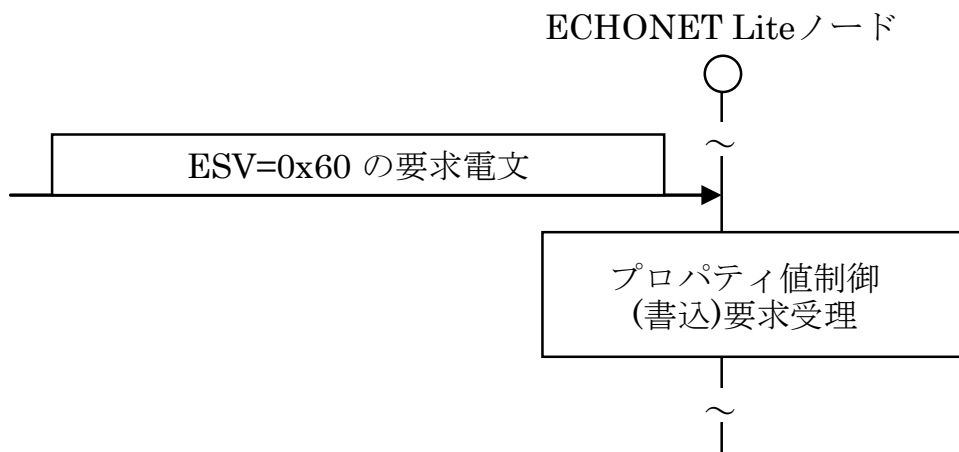 ECHONET Liteノード
～
ESV=0x60 の要求電文
プロパティ値制御
(書込)要求受理
～